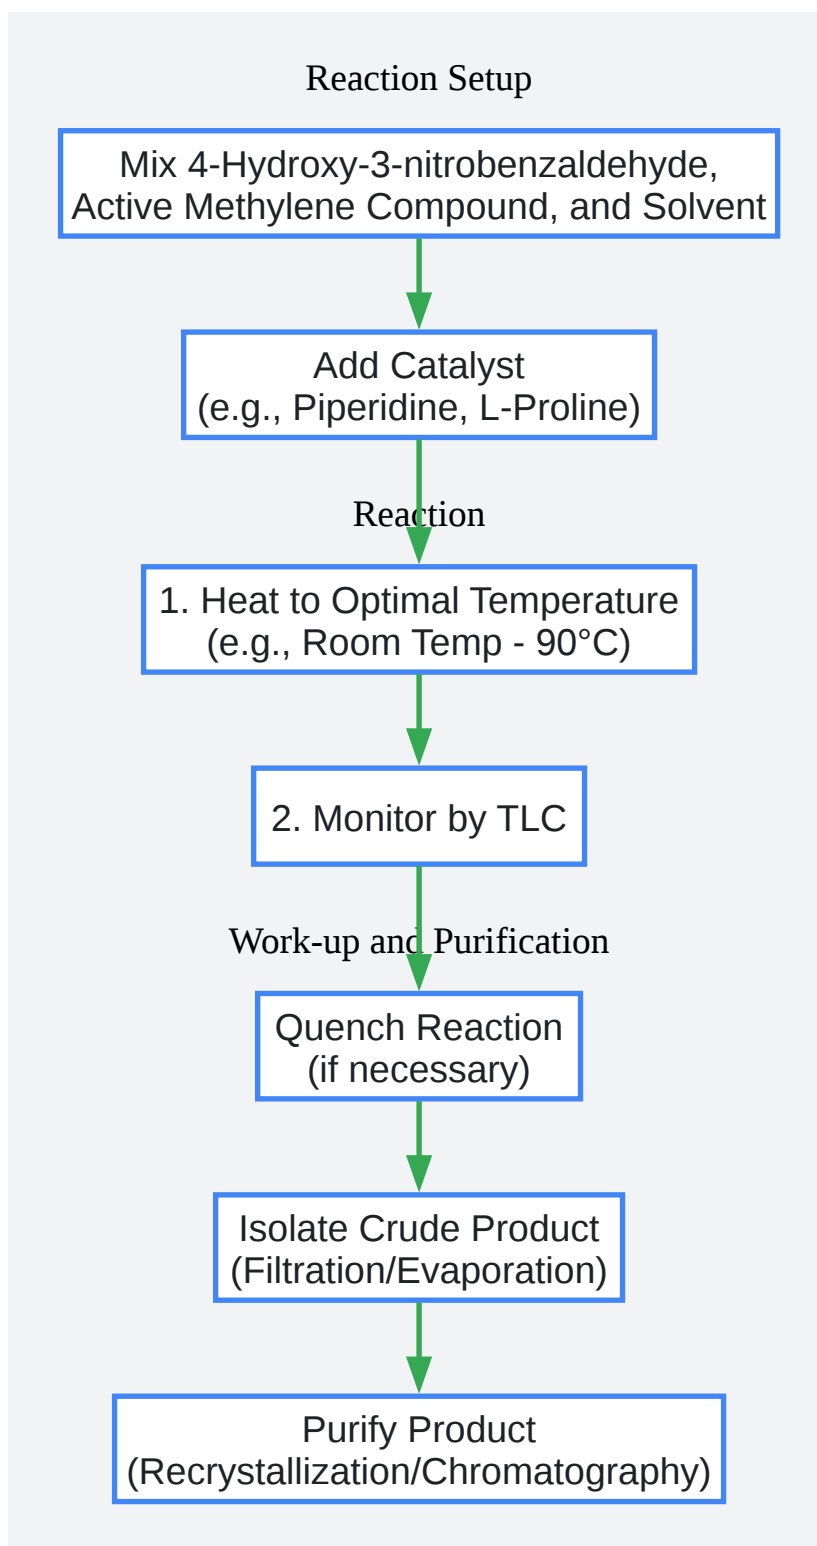 Reaction Setup
Mix 4-Hydroxy-3-nitrobenzaldehyde,
Active Methylene Compound, and Solvent
Add Catalyst
(e.g., Piperidine, L-Proline)
Reaction
1. Heat to Optimal Temperature
(e.g., Room Temp - 90°C)
2. Monitor by TLC
Work-up and Purification
Quench Reaction
(if necessary)
Isolate Crude Product
(Filtration/Evaporation)
Purify Product
(Recrystallization/Chromatography)